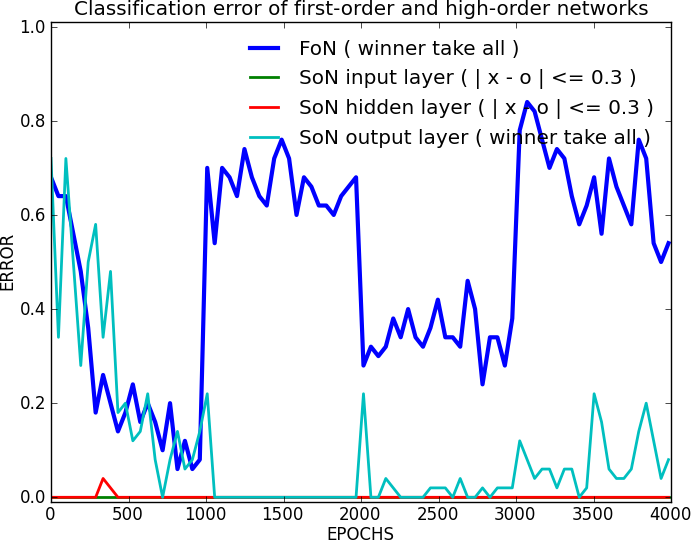 Classification error of first-order and high-order networks
FoN ( winner take all )
SoN input layer ( | x - o | <= 0.3 )
SoN hidden layer ( | x - o | <= 0.3 )
SoN output layer ( winner take all )
1.0
0.8
0.6
0.4
0.2
0.0
ERROR
0 500 1000 1500 2000 2500 3000 3500 4000
EPOCHS